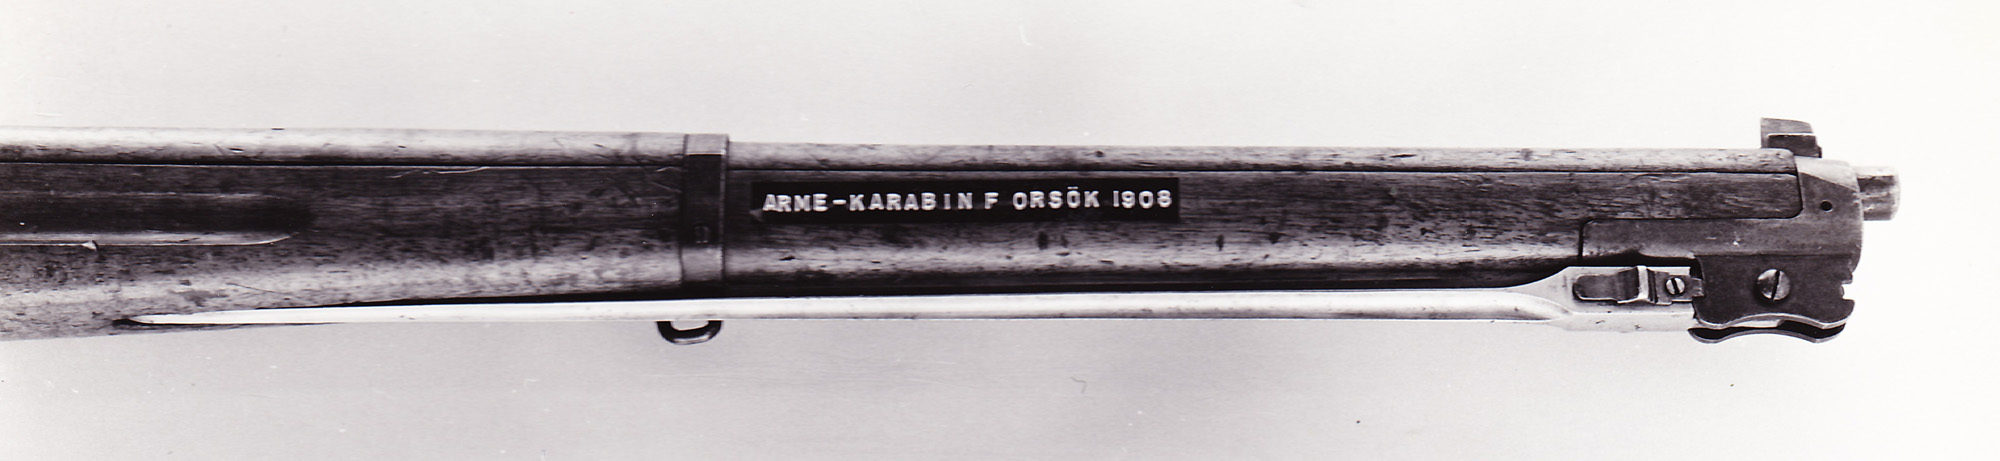 ARME-KARABIN F ORSÖK 1908